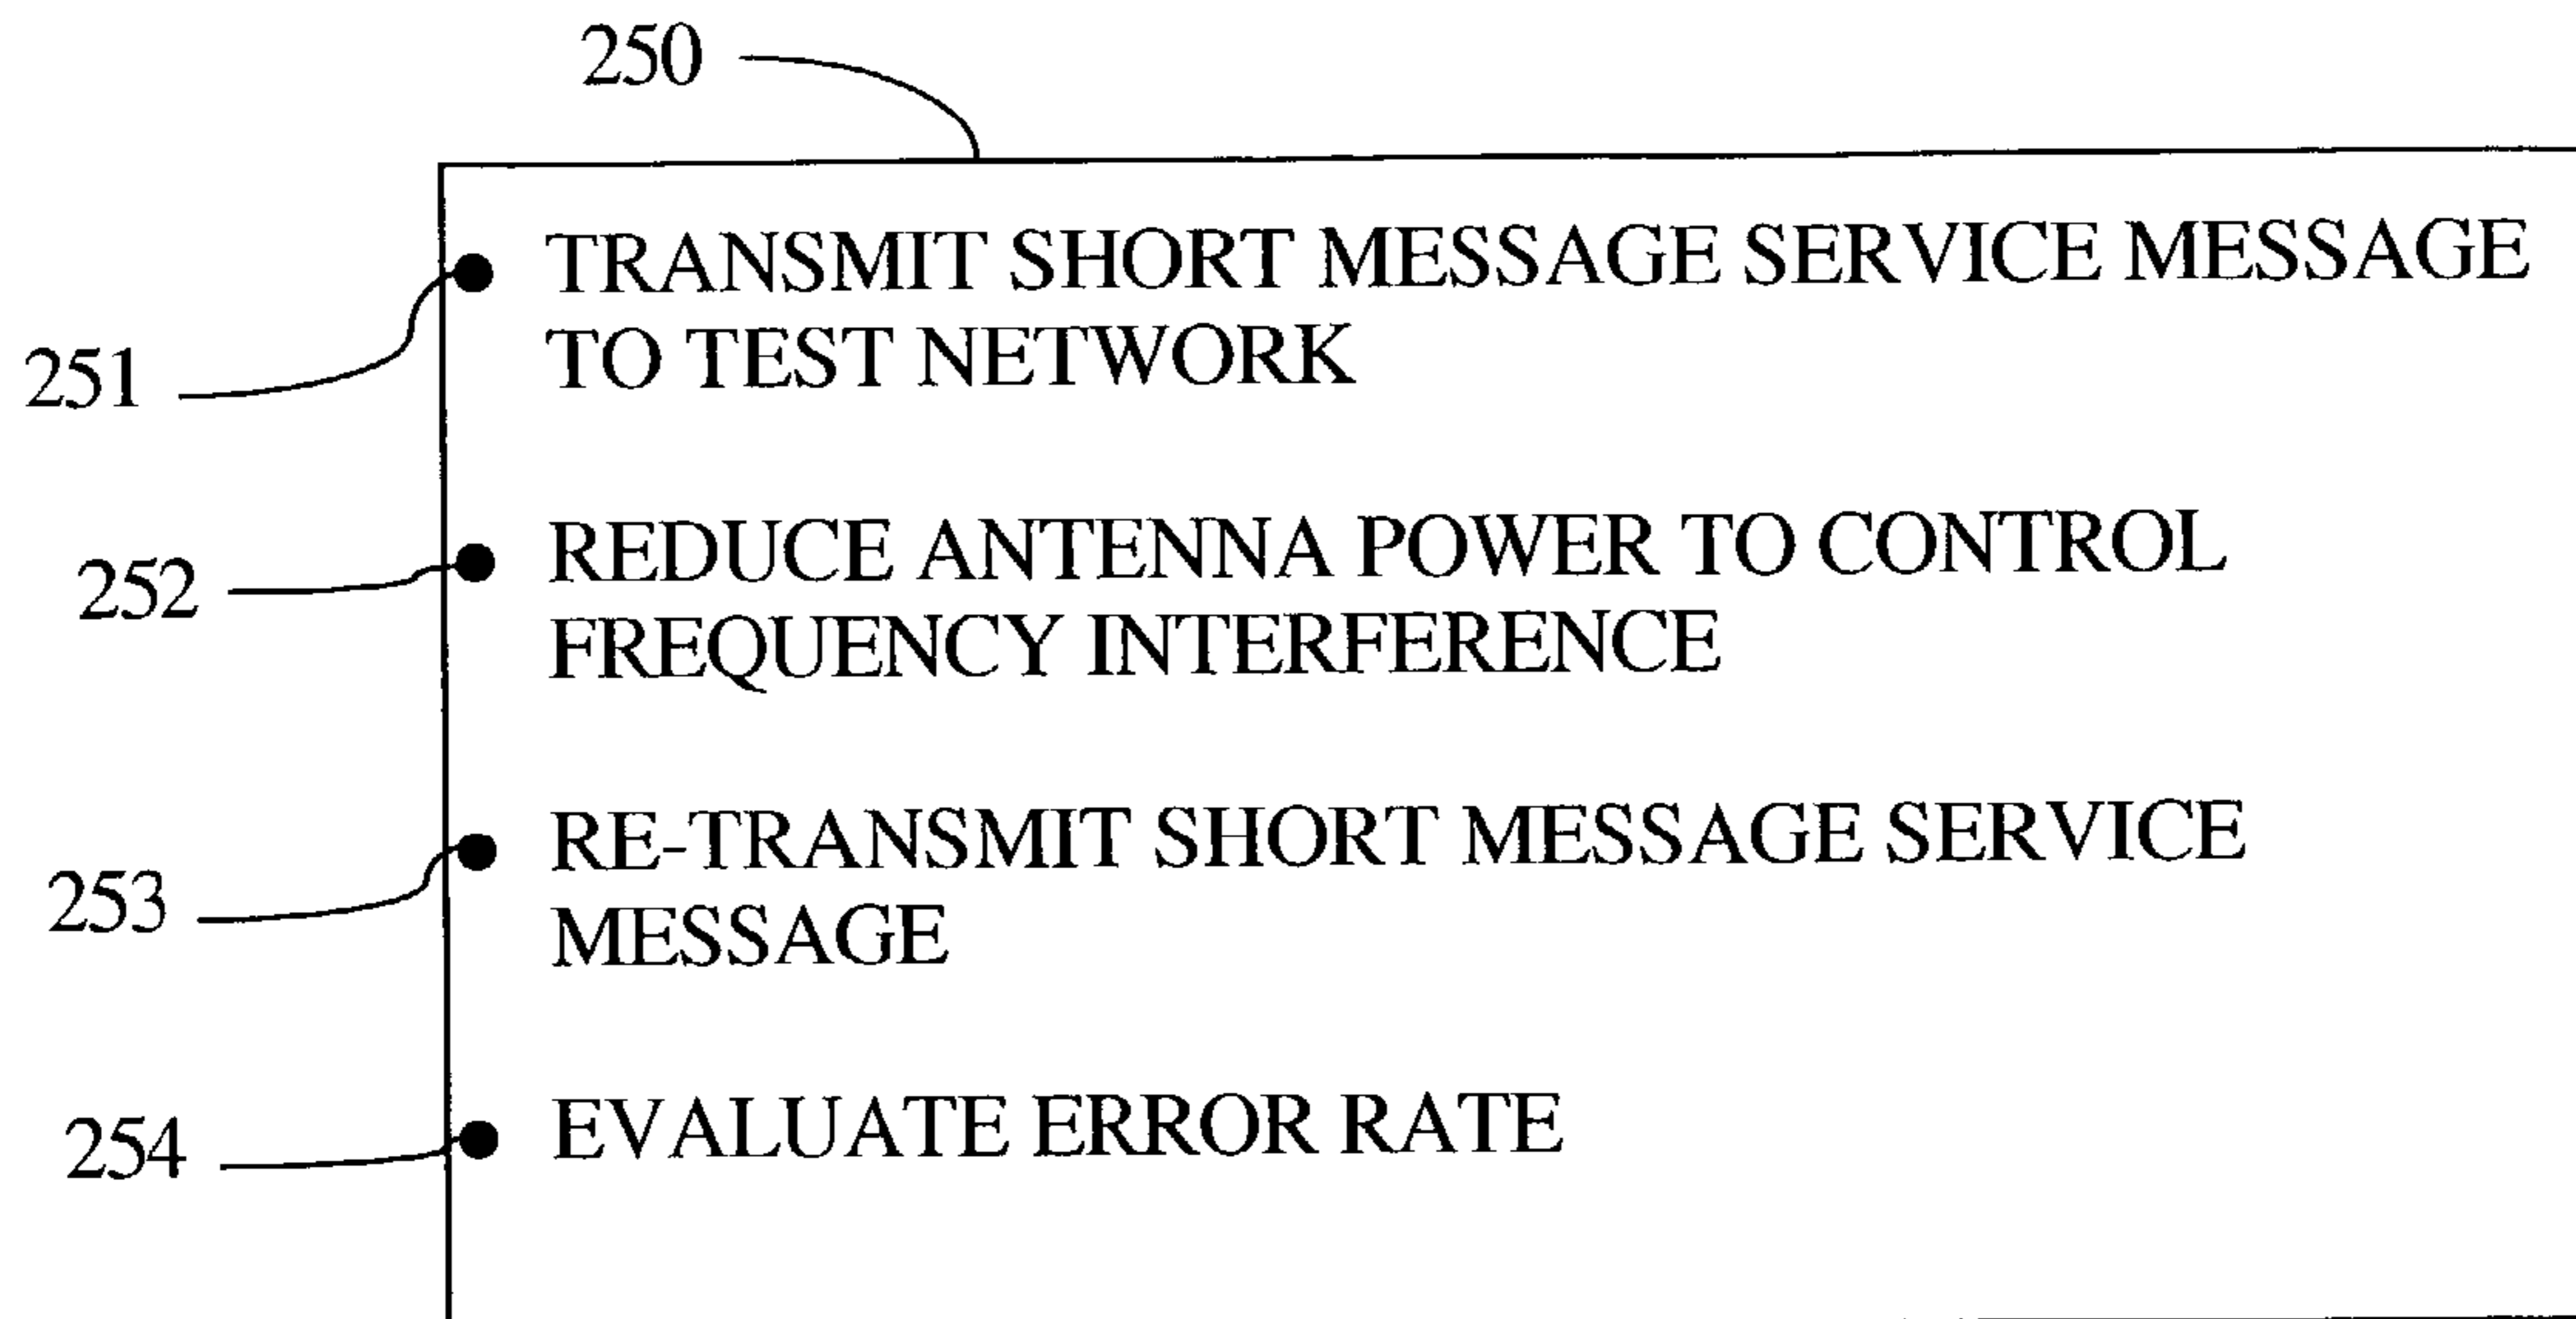 250
TRANSMIT SHORT MESSAGE SERVICE MESSAGE
TO TEST NETWORK
251
REDUCE ANTENNA POWER TO CONTROL
252
FREQUENCY INTERFERENCE
RE-TRANSMIT SHORT MESSAGE SERVICE
253
MESSAGE
254
EVALUATE ERROR RATE